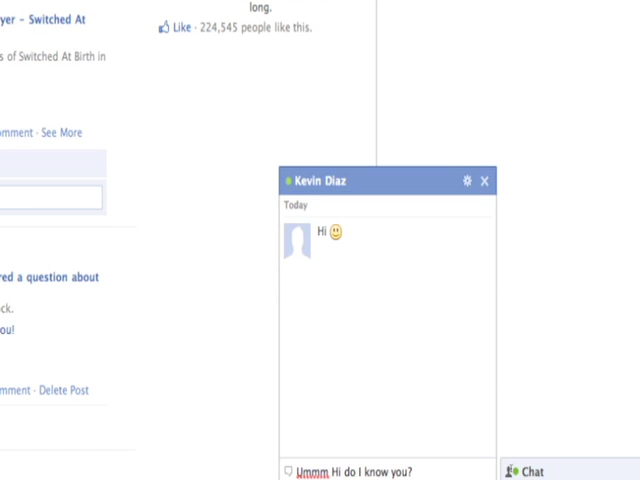 long.
yer - Switched At
Like · 224,545 people like this.
s of Switched At Birth in
omment · See More
Kevin Diaz
Today
Hi
red a question about
ck.
ou!
mment · Delete Post
Ummm Hi do I know you?
Chat